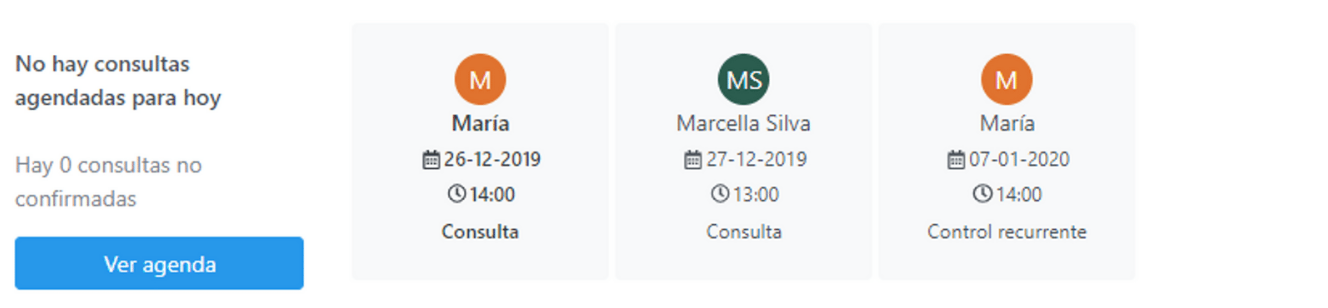 No hay consultas
agendadas para hoy
Hay 0 consultas no
confirmadas
Ver agenda
M
María
26-12-2019
14:00
Consulta
MS
Marcella Silva
27-12-2019
13:00
Consulta
M
María
07-01-2020
14:00
Control recurrente